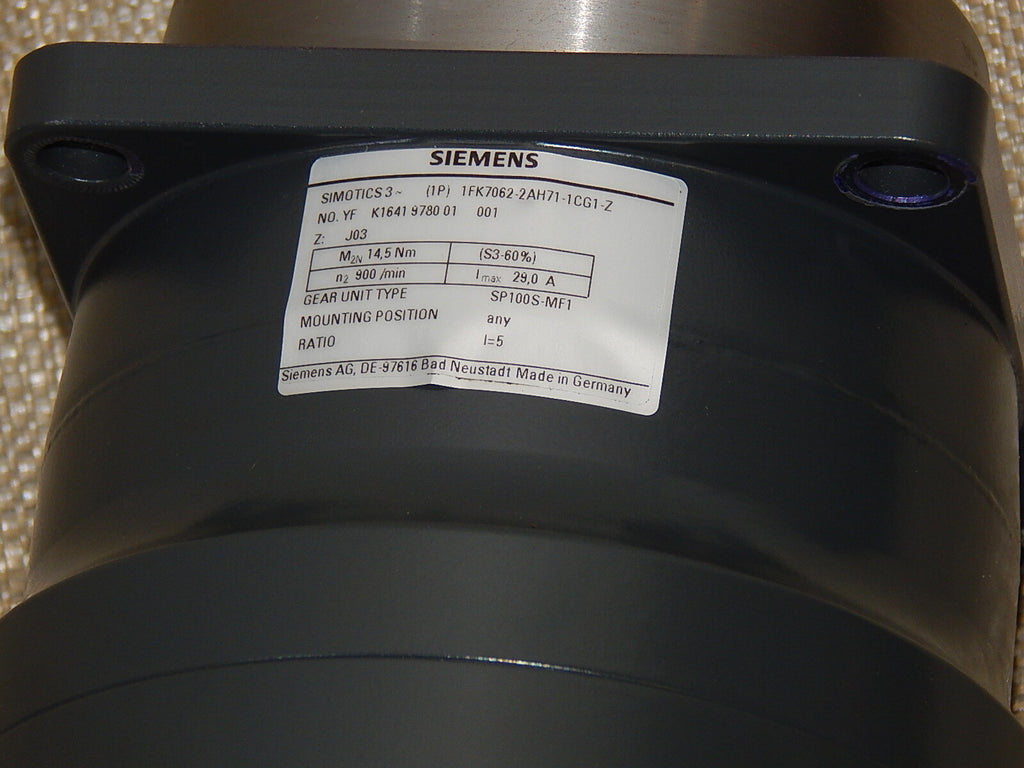 SIEMENS
SIMOTICS 3~ (1P) 1FK7062-2AH71-1CG1-Z
NO. YF K1641 9780 01 001
Z: J03
M2N 14,5 Nm (S3-60%)
n2 900 /min Imax 29,0 A
GEAR UNIT TYPE SP100S-MF1
MOUNTING POSITION any
RATIO I=5
Siemens AG, DE-97616 Bad Neustadt Made in Germany